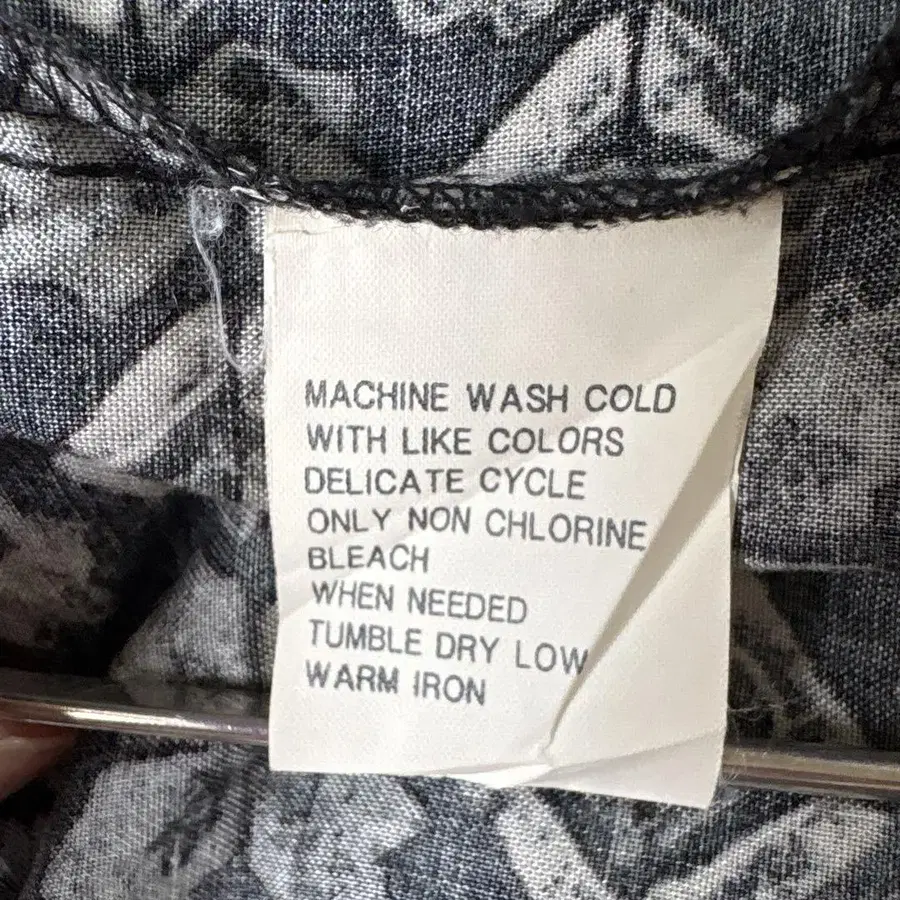 MACHINE WASH COLD
WITH LIKE COLORS
DELICATE CYCLE
ONLY NON CHLORINE
BLEACH
WHEN NEEDED
TUMBLE DRY LOW
WARM IRON